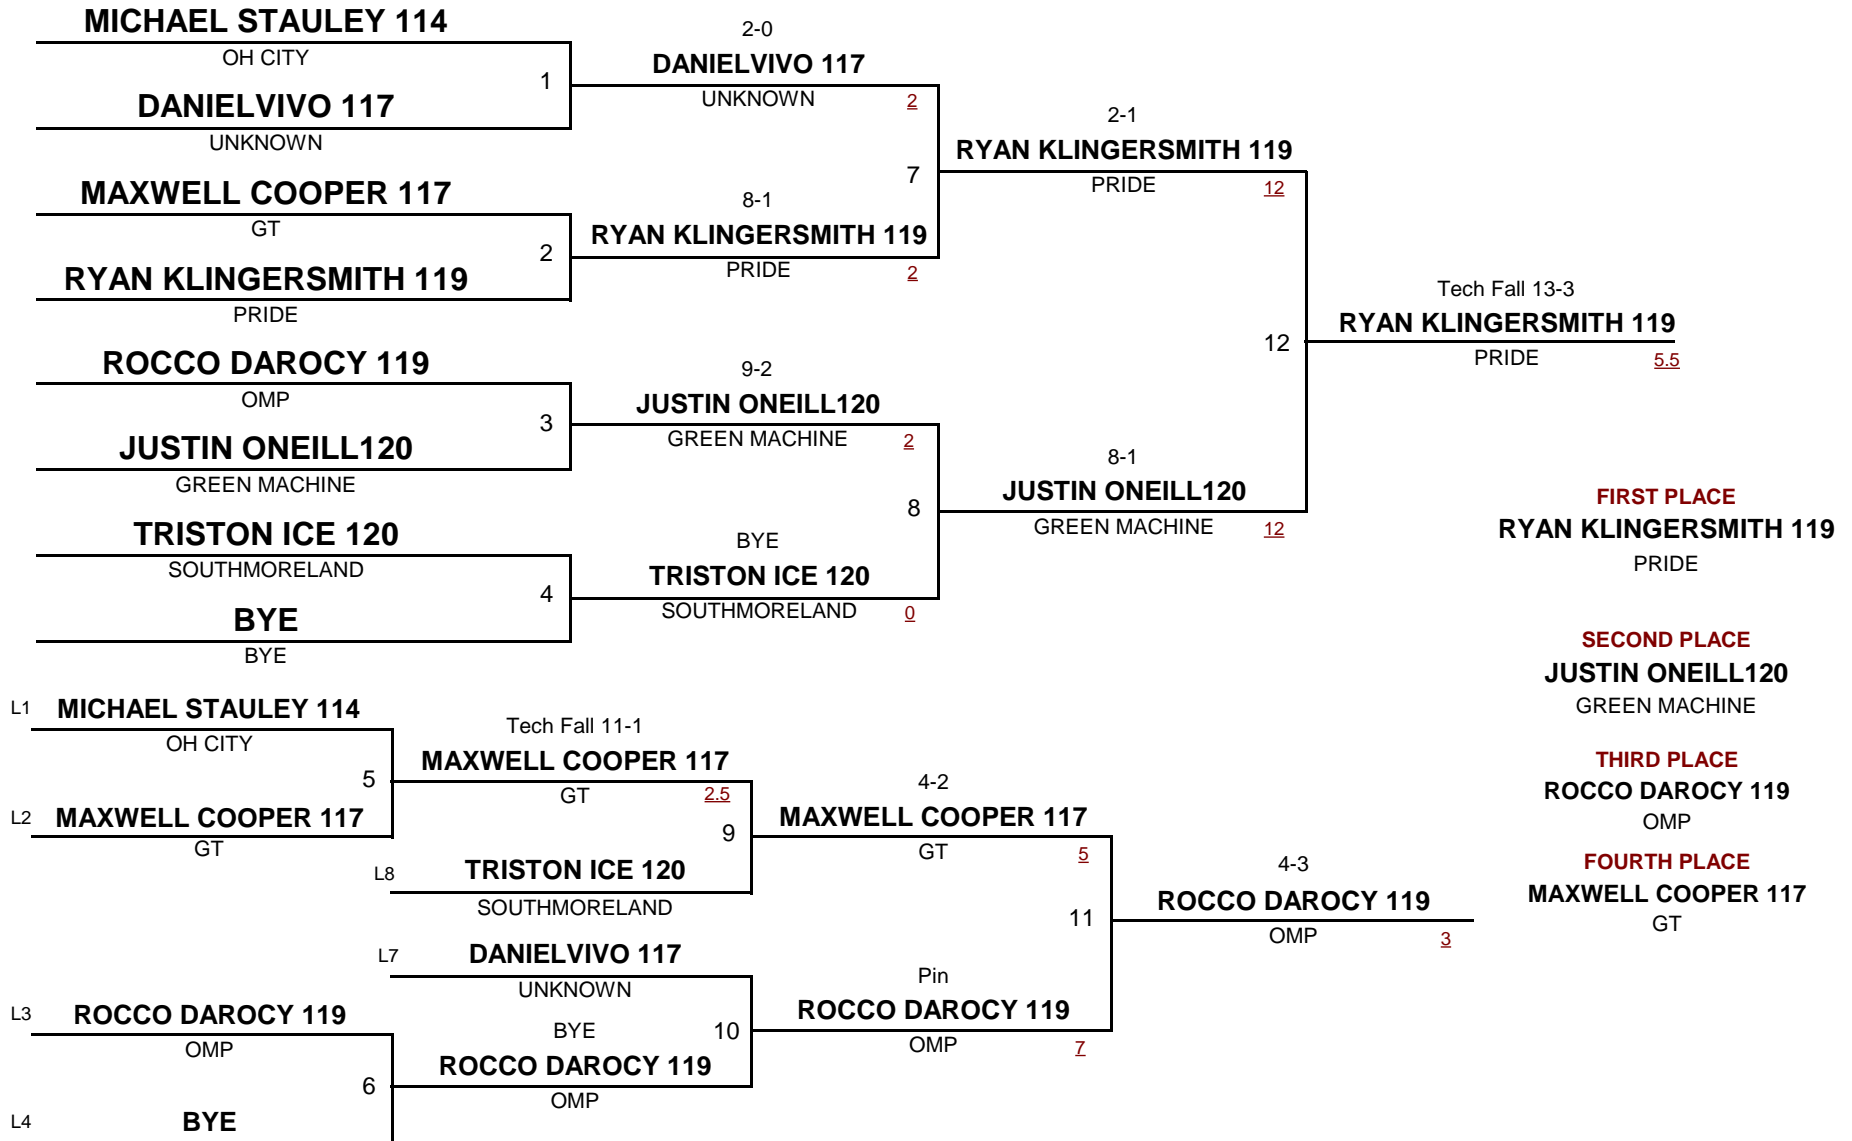 MICHAEL STAULEY 114
OH CITY
1
DANIELVIVO 117
UNKNOWN
2-0
DANIELVIVO 117
UNKNOWN 2
MAXWELL COOPER 117
GT
2
RYAN KLINGERSMITH 119
PRIDE
8-1
RYAN KLINGERSMITH 119
PRIDE 2
7
2-1
RYAN KLINGERSMITH 119
PRIDE 12
ROCCO DAROCY 119
OMP
3
JUSTIN ONEILL120
GREEN MACHINE
9-2
JUSTIN ONEILL120
GREEN MACHINE 2
TRISTON ICE 120
SOUTHMORELAND
4
BYE
BYE
BYE
TRISTON ICE 120
SOUTHMORELAND 0
8
8-1
JUSTIN ONEILL120
GREEN MACHINE 12
12
Tech Fall 13-3
RYAN KLINGERSMITH 119
PRIDE 5.5
FIRST PLACE
RYAN KLINGERSMITH 119
PRIDE
SECOND PLACE
JUSTIN ONEILL120
GREEN MACHINE
THIRD PLACE
ROCCO DAROCY 119
OMP
FOURTH PLACE
MAXWELL COOPER 117
GT
L1 MICHAEL STAULEY 114
OH CITY
5
L2 MAXWELL COOPER 117
GT
Tech Fall 11-1
MAXWELL COOPER 117
GT 2.5
9
L8 TRISTON ICE 120
SOUTHMORELAND
4-2
MAXWELL COOPER 117
GT 5
L7 DANIELVIVO 117
UNKNOWN
L3 ROCCO DAROCY 119
OMP
6
L4 BYE
BYE
ROCCO DAROCY 119
OMP
10
Pin
ROCCO DAROCY 119
OMP 7
11
4-3
ROCCO DAROCY 119
OMP 3